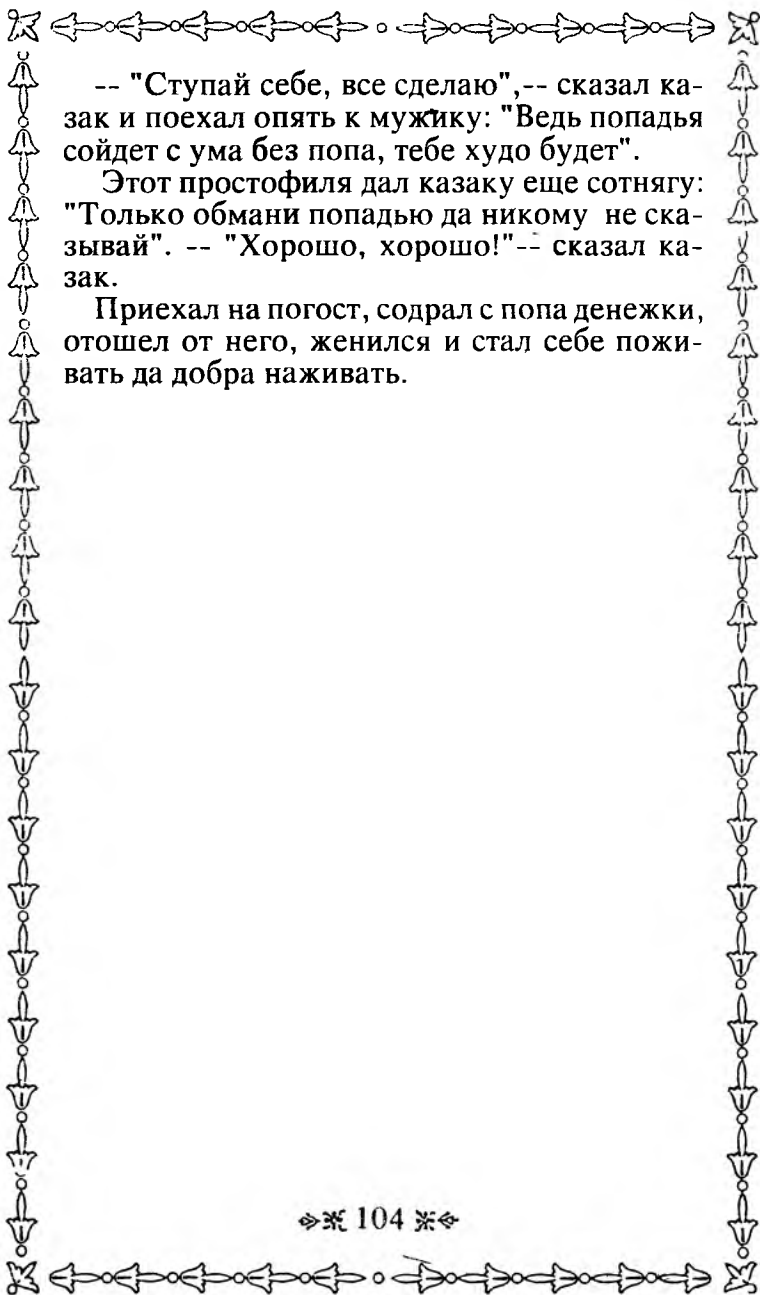 -- "Ступай себе, все сделаю",-- сказал ка-
зак и поехал опять к мужику: "Ведь попадья
сойдет с ума без попа, тебе худо будет".
Этот простофиля дал казаку еще сотнягу:
"Только обмани попадью да никому не ска-
зывай". -- "Хорошо, хорошо!"-- сказал ка-
зак.
Приехал на погост, содрал с попа денежки,
отошел от него, женился и стал себе пожи-
вать да добра наживать.
104